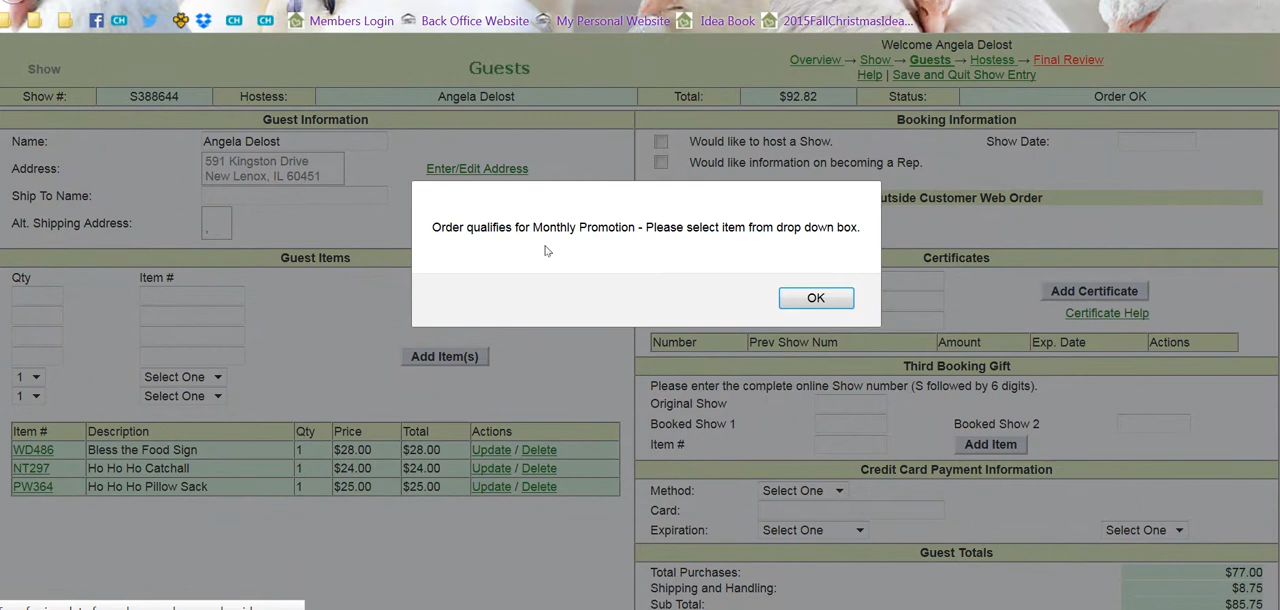 CH CH CH Members Login Back Office Website My Personal Website Idea Book 2015FallChristmasIdea...
Show Guests
Welcome Angela Delost
Overview → Show → Guests → Hostess → Final Review
Help | Save and Quit Show Entry
Show #: S388644 Hostess: Angela Delost Total: $92.82 Status: Order OK
Guest Information
Name: Angela Delost
Address: 591 Kingston Drive
New Lenox, IL 60451
Enter/Edit Address
Ship To Name:
Alt. Shipping Address: ,
Booking Information
Would like to host a Show. Show Date:
Would like information on becoming a Rep.
utside Customer Web Order
Order qualifies for Monthly Promotion - Please select item from drop down box.
OK
Guest Items
Qty Item #
Add Item(s)
1 Select One
1 Select One
Item # Description Qty Price Total Actions
WD486 Bless the Food Sign 1 $28.00 $28.00 Update / Delete
NT297 Ho Ho Ho Catchall 1 $24.00 $24.00 Update / Delete
PW364 Ho Ho Ho Pillow Sack 1 $25.00 $25.00 Update / Delete
Certificates
Add Certificate
Certificate Help
Number Prev Show Num Amount Exp. Date Actions
Third Booking Gift
Please enter the complete online Show number (S followed by 6 digits).
Original Show
Booked Show 1 Booked Show 2
Item # Add Item
Credit Card Payment Information
Method: Select One
Card:
Expiration: Select One Select One
Guest Totals
Total Purchases: $77.00
Shipping and Handling: $8.75
Sub Total: $85.75